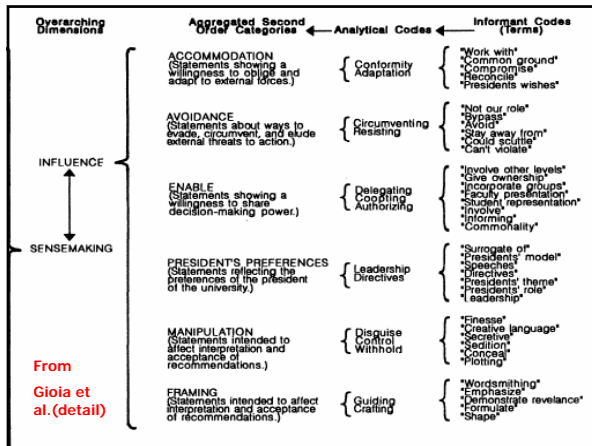 Overarching Dimensions
Aggregated Second Order Categories
Analytical Codes
Informant Codes (Terms)
INFLUENCE
SENSEMAKING
ACCOMMODATION
(Statements showing a
willingness to oblige and
adapt to external forces.)
Conformity
Adaptation
"Work with"
"Common ground"
"Compromise"
"Reconcile"
"Presidents wishes"
AVOIDANCE
(Statements about ways to
evade, circumvent, and elude
external threats to action.)
Circumventing
Resisting
"Not our role"
"Bypass"
"Avoid"
"Stay away from"
"Could scuttle"
"Can't violate"
ENABLE
(Statements showing a
willingness to share
decision-making power.)
Delegating
Coopting
Authorizing
"Involve other levels"
"Give ownership"
"Incorporate groups"
"Faculty presentation"
"Student representation"
"Involve"
"Informing"
"Commonality"
PRESIDENT'S PREFERENCES
(Statements reflecting the
preferences of the president
of the university.)
Leadership
Directives
"Surrogate of"
"Presidents' model"
"Speeches"
"Directives"
"Presidents' theme"
"Presidents' role"
"Leadership"
MANIPULATION
(Statements intended to
affect interpretation and
acceptance of
recommendations.)
Disguise
Control
Withhold
"Finesse"
"Creative language"
"Secretive"
"Sedition"
"Conceal"
"Plotting"
FRAMING
(Statements intended to affect
interpretation and acceptance
of recommendations.)
Guiding
Crafting
"Wordsmithing"
"Emphasize"
"Demonstrate revelance"
"Formulate"
"Shape"
From
Gioia et
al.(detail)